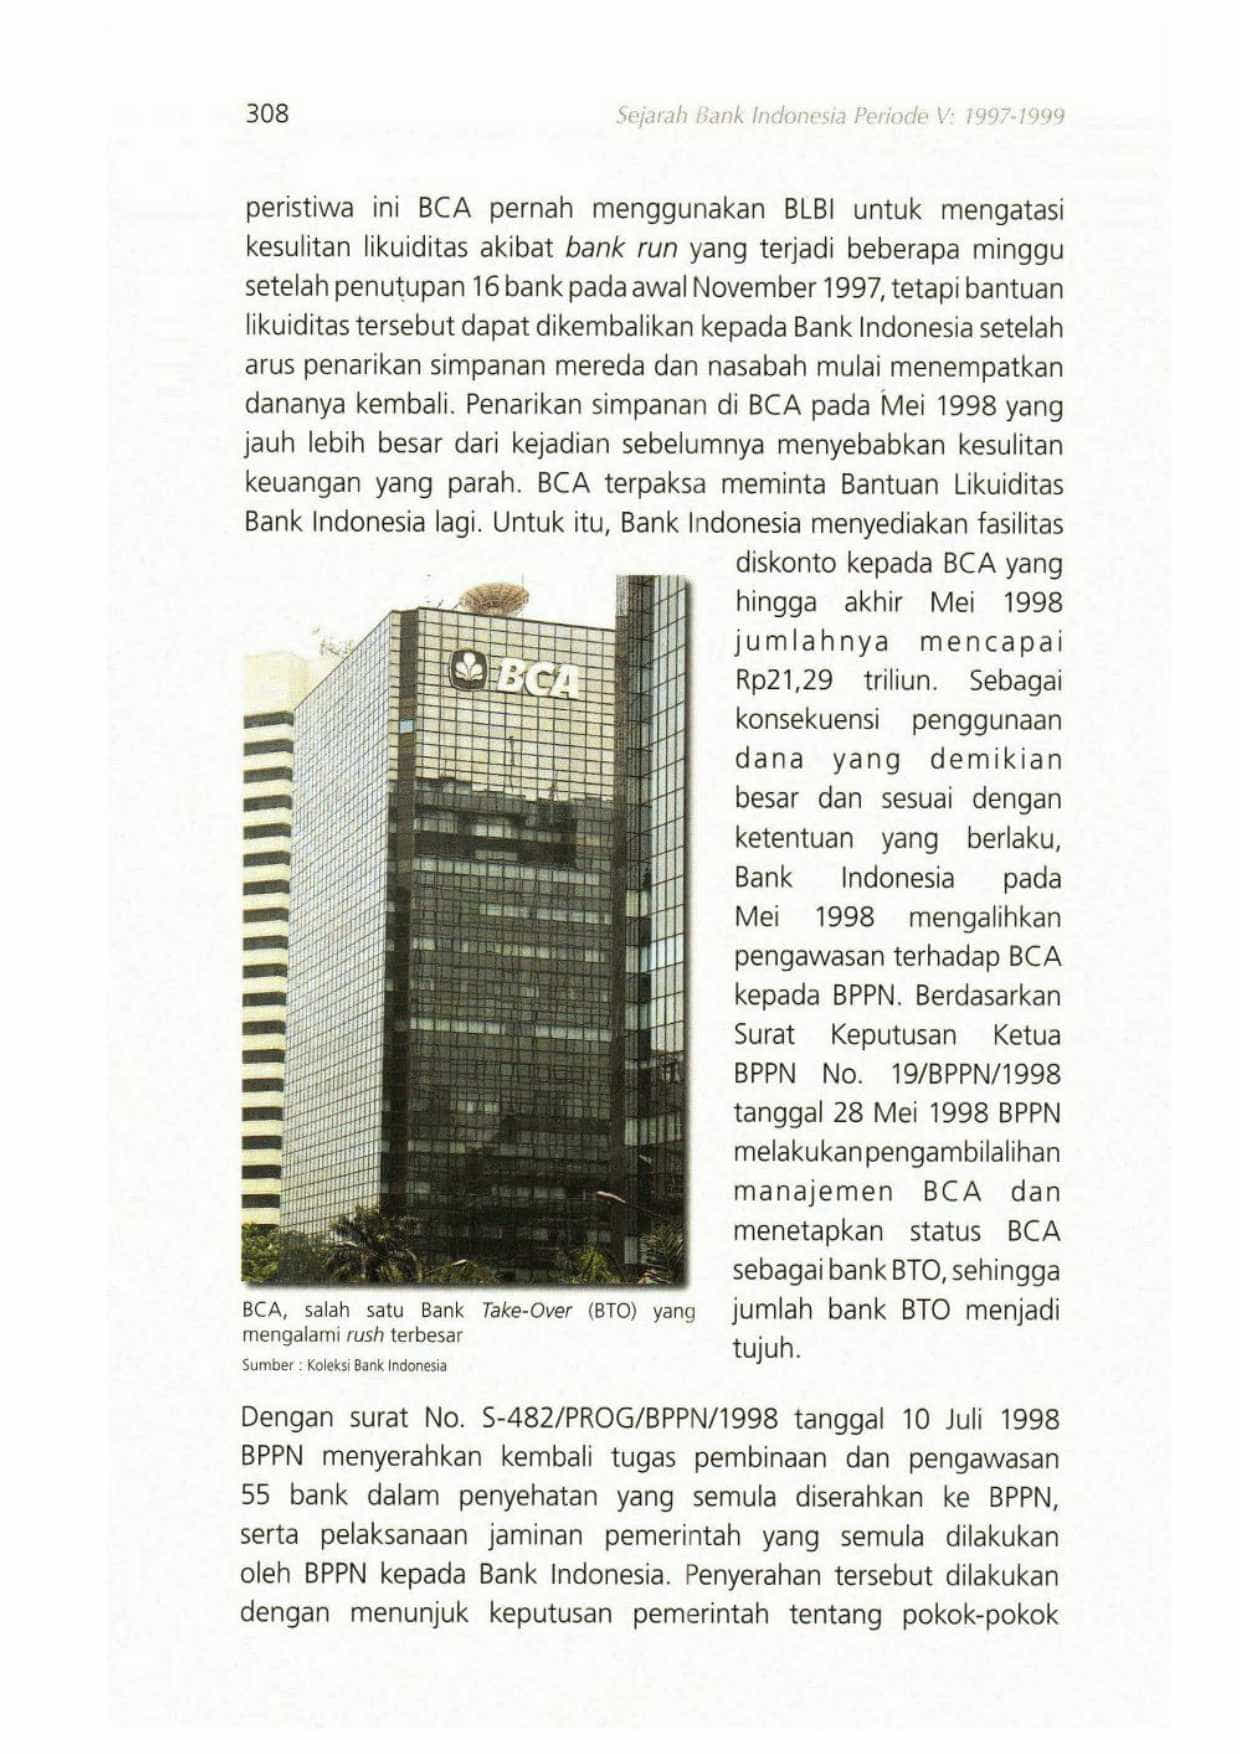 308
Sejarah Bank Indonesia Periode V: 1997-1999
peristiwa ini BCA pernah menggunakan BLBI untuk mengatasi
kesulitan likuiditas akibat bank run yang terjadi beberapa minggu
setelah penutupan 16 bank pada awal November 1997, tetapi bantuan
likuiditas tersebut dapat dikembalikan kepada Bank Indonesia setelah
arus penarikan simpanan mereda dan nasabah mulai menempatkan
dananya kembali. Penarikan simpanan di BCA pada Mei 1998 yang
jauh lebih besar dari kejadian sebelumnya menyebabkan kesulitan
keuangan yang parah. BCA terpaksa meminta Bantuan Likuiditas
Bank Indonesia lagi. Untuk itu, Bank Indonesia menyediakan fasilitas
diskonto kepada BCA yang
hingga akhir Mei 1998
jumlahnya mencapai
Rp21,29 triliun. Sebagai
konsekuensi penggunaan
dana yang demikian
besar dan sesuai dengan
ketentuan yang berlaku,
Bank Indonesia pada
Mei 1998 mengalihkan
pengawasan terhadap BCA
kepada BPPN. Berdasarkan
Surat Keputusan Ketua
BPPN No. 19/BPPN/1998
tanggal 28 Mei 1998 BPPN
melakukan pengambilalihan
manajemen BCA dan
menetapkan status BCA
sebagai bank BTO, sehingga
jumlah bank BTO menjadi
tujuh.
BCA
BCA, salah satu Bank Take-Over (BTO) yang
mengalami rush terbesar
Sumber : Koleksi Bank Indonesia
Dengan surat No. S-482/PROG/BPPN/1998 tanggal 10 Juli 1998
BPPN menyerahkan kembali tugas pembinaan dan pengawasan
55 bank dalam penyehatan yang semula diserahkan ke BPPN,
serta pelaksanaan jaminan pemerintah yang semula dilakukan
oleh BPPN kepada Bank Indonesia. Penyerahan tersebut dilakukan
dengan menunjuk keputusan pemerintah tentang pokok-pokok